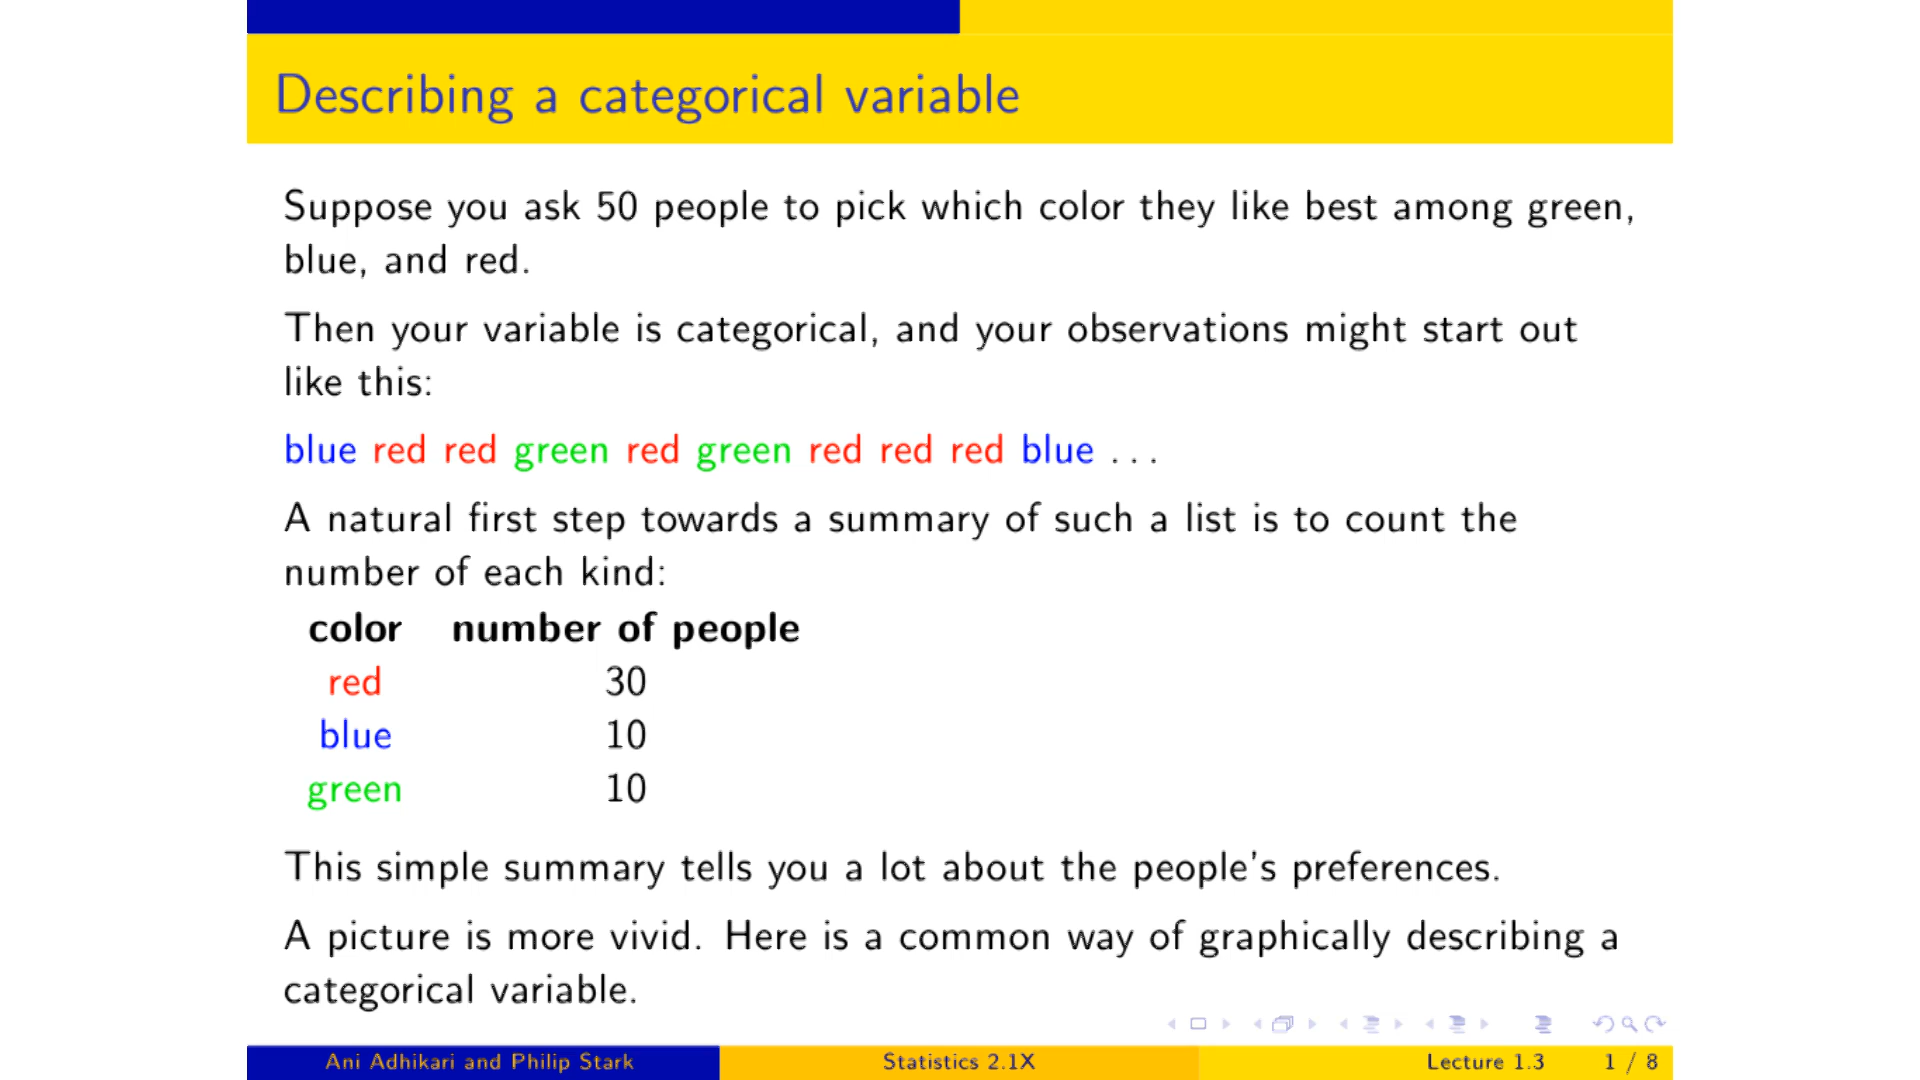 Describing a categorical variable
Suppose you ask 50 people to pick which color they like best among green,
blue, and red.
Then your variable is categorical, and your observations might start out
like this:
blue red red green red green red red red blue . . .
A natural first step towards a summary of such a list is to count the
number of each kind:
color number of people
red 30
blue 10
green 10
This simple summary tells you a lot about the people's preferences.
A picture is more vivid. Here is a common way of graphically describing a
categorical variable.
Ani Adhikari and Philip Stark Statistics 2.1X Lecture 1.3 1 / 8